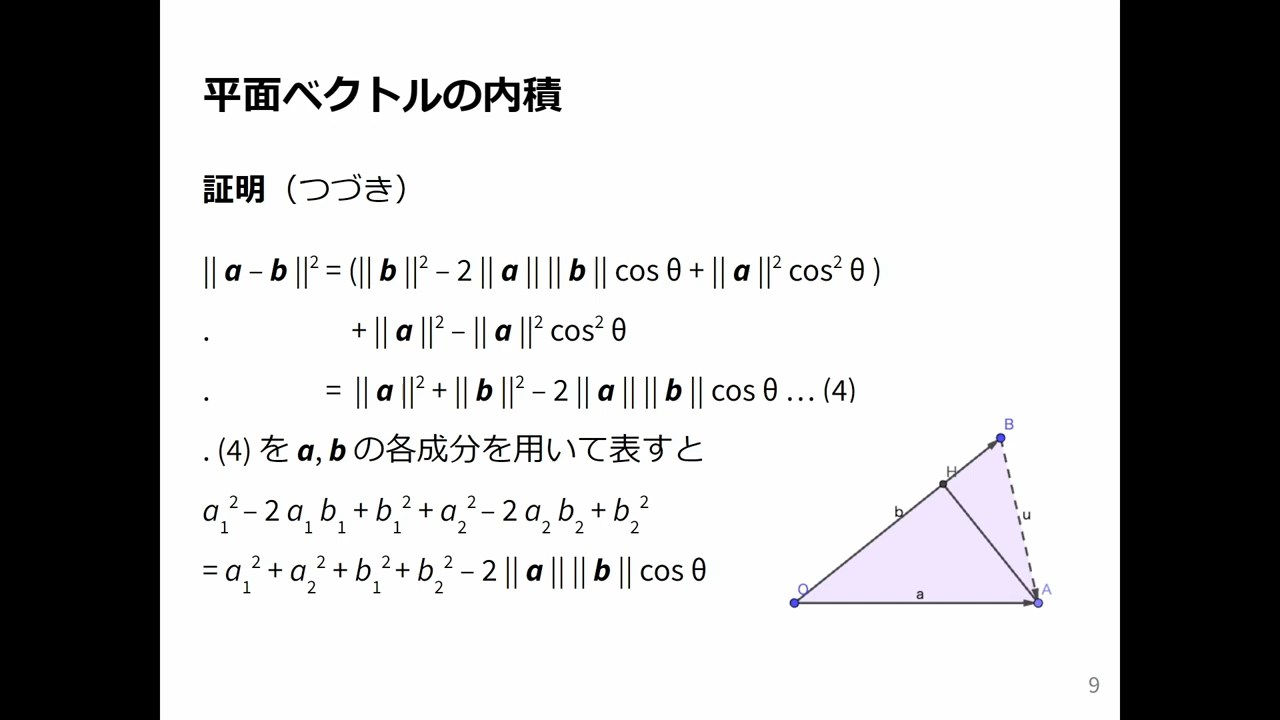 平面ベクトルの内積
証明（つづき）
|| a – b ||² = (|| b ||² – 2 || a || || b || cos θ + || a ||² cos² θ )
. + || a ||² – || a ||² cos² θ
. = || a ||² + || b ||² – 2 || a || || b || cos θ … (4)
. (4) を a, b の各成分を用いて表すと
a₁² – 2 a₁ b₁ + b₁² + a₂² – 2 a₂ b₂ + b₂²
= a₁² + a₂² + b₁² + b₂² – 2 || a || || b || cos θ
B
H
b
u
O
a
A
9